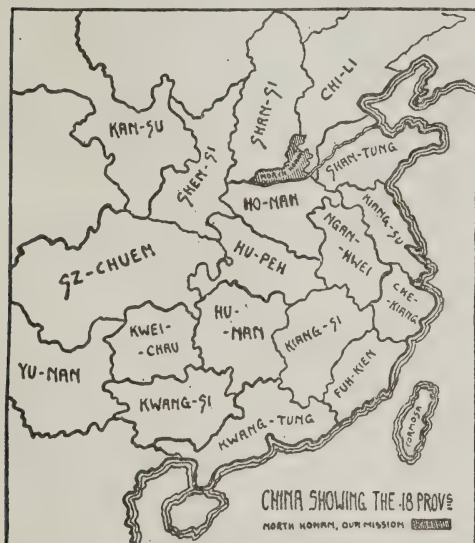 CHI-LI
SHAN-SI
KAN-SU
SHEN-SI
SHAN-TUNG
NORTH
HO-NAN
KIANG-SU
NGAN-HWEI
HU-PEH
SZ-CHUEN
CHE-KIANG
HU-NAN
KWEI-CHAU
KIANG-SI
YU-NAN
FUH-KIEN
KWANG-SI
KWANG-TUNG
FORMOSA
CHINA SHOWING THE 18 PROVS
NORTH HONAN, OUR MISSION